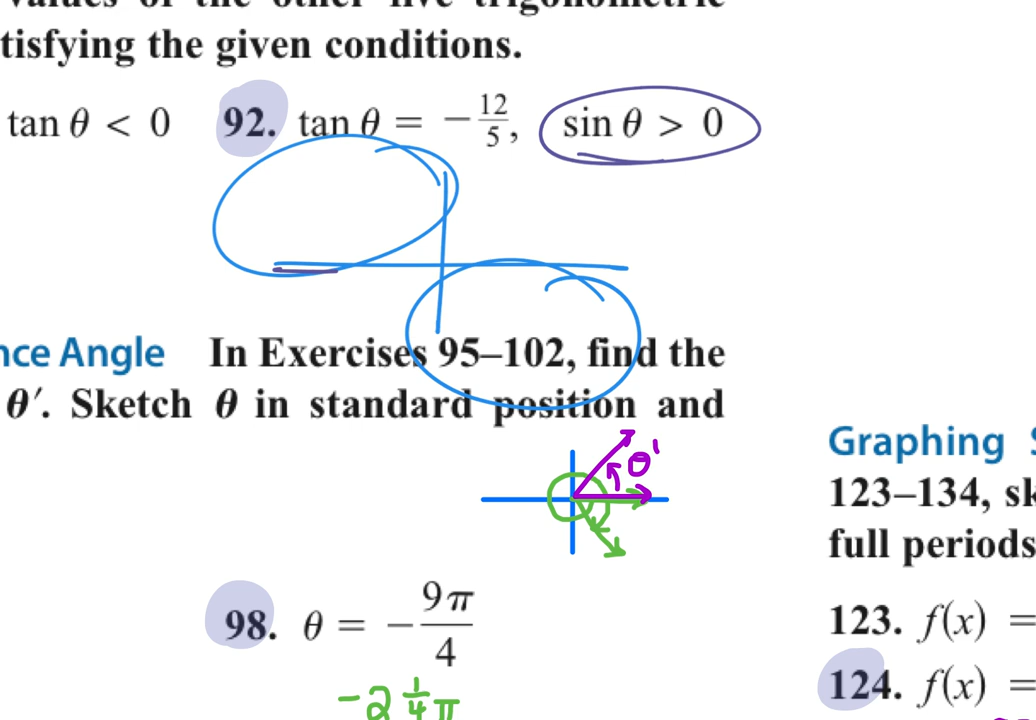 tisfying the given conditions.
tan θ < 0 92. tan θ = −12/5, sin θ > 0
nce Angle In Exercises 95–102, find the
θ′. Sketch θ in standard position and
θ'
98. θ = −9π/4
-2 1/4 π
Graphing
123–134, sk
full periods
123. f(x) =
124. f(x) =